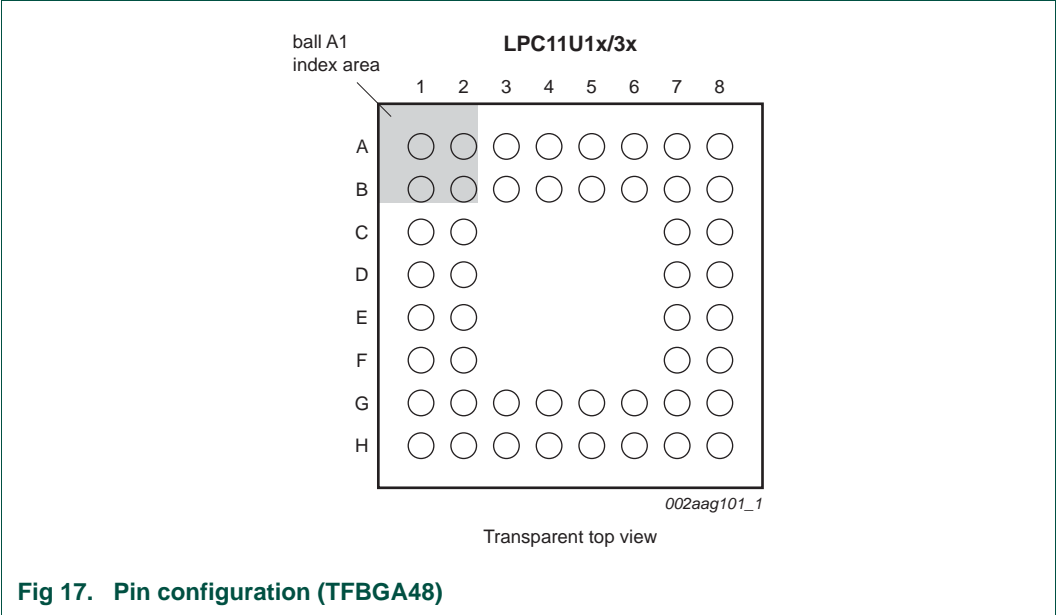 ball A1
index area
LPC11U1x/3x
1 2 3 4 5 6 7 8
A
B
C
D
E
F
G
H
002aag101_1
Transparent top view
Fig 17. Pin configuration (TFBGA48)